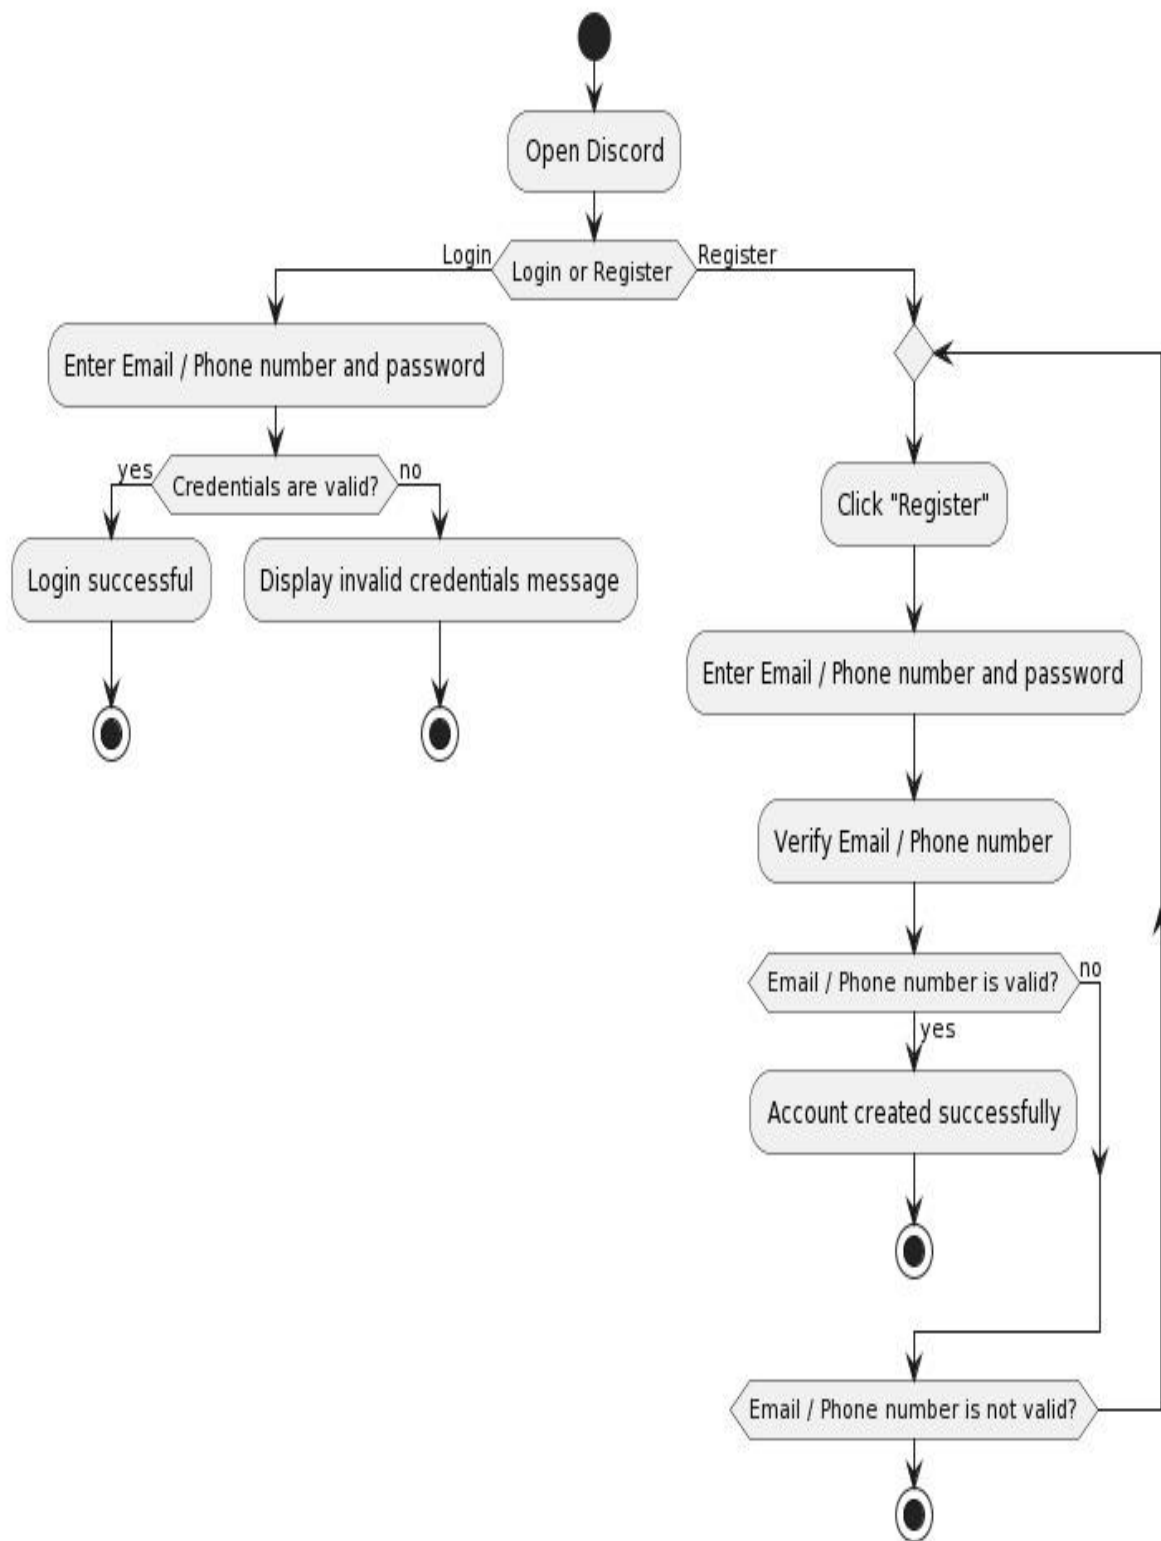 Open Discord
Login
Login or Register
Register
Enter Email / Phone number and password
yes
Credentials are valid?
no
Login successful
Display invalid credentials message
Click "Register"
Enter Email / Phone number and password
Verify Email / Phone number
Email / Phone number is valid?
no
yes
Account created successfully
Email / Phone number is not valid?